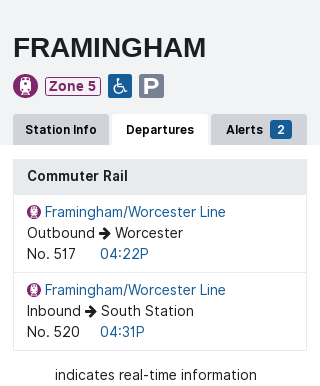 FRAMINGHAM
Zone 5 P
Station Info Departures Alerts 2
Commuter Rail
Framingham/Worcester Line
Outbound → Worcester
No. 517 04:22P
Framingham/Worcester Line
Inbound → South Station
No. 520 04:31P
indicates real-time information